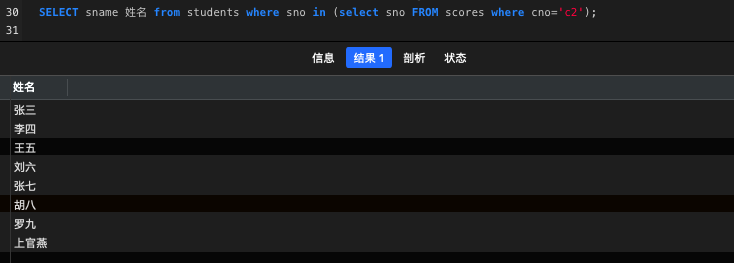 30 SELECT sname 姓名 from students where sno in (select sno FROM scores where cno='c2');
31
信息 结果 1 剖析 状态
姓名
张三
李四
王五
刘六
张七
胡八
罗九
上官燕